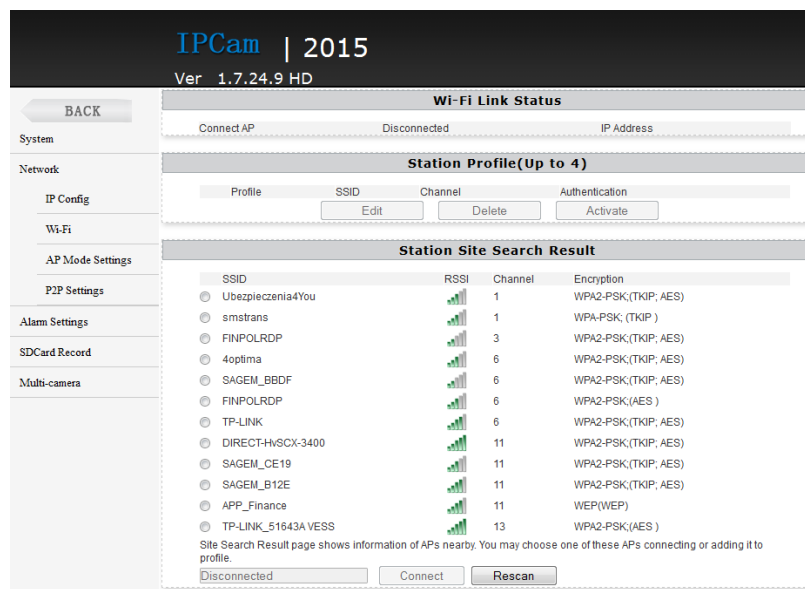 IPCam | 2015
Ver 1.7.24.9 HD
BACK
System
Network
IP Config
Wi-Fi
AP Mode Settings
P2P Settings
Alarm Settings
SDCard Record
Multi-camera
Wi-Fi Link Status
Connect AP Disconnected IP Address
Station Profile(Up to 4)
Profile SSID Channel Authentication
Edit Delete Activate
Station Site Search Result
SSID RSSI Channel Encryption
Ubezpieczenia4You 1 WPA2-PSK;(TKIP; AES)
smstrans 1 WPA-PSK; (TKIP )
FINPOLRDP 3 WPA2-PSK;(TKIP; AES)
4optima 6 WPA2-PSK;(TKIP; AES)
SAGEM_BBDF 6 WPA2-PSK;(TKIP; AES)
FINPOLRDP 6 WPA2-PSK;(AES )
TP-LINK 6 WPA2-PSK;(TKIP; AES)
DIRECT-HvSCX-3400 11 WPA2-PSK;(TKIP; AES)
SAGEM_CE19 11 WPA2-PSK;(TKIP; AES)
SAGEM_B12E 11 WPA2-PSK;(TKIP; AES)
APP_Finance 11 WEP(WEP)
TP-LINK_51643A VESS 13 WPA2-PSK;(AES )
Site Search Result page shows information of APs nearby. You may choose one of these APs connecting or adding it to
profile.
Disconnected Connect Rescan